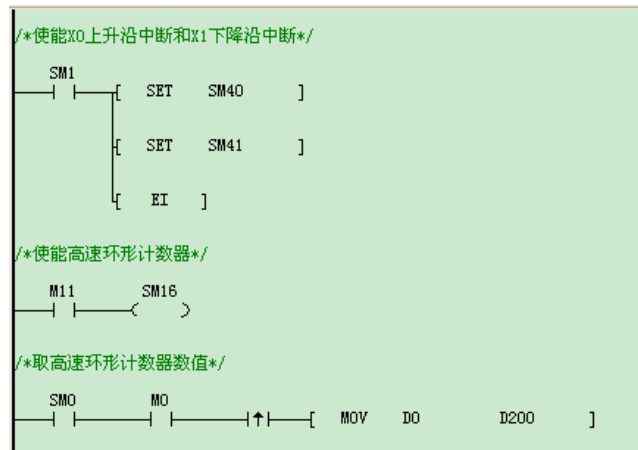 /*使能X0上升沿中断和X1下降沿中断*/
SM1
[ SET SM40 ]
[ SET SM41 ]
[ EI ]
/*使能高速环形计数器*/
M11 SM16
/*取高速环形计数器数值*/
SM0 M0
[ MOV D0 D200 ]